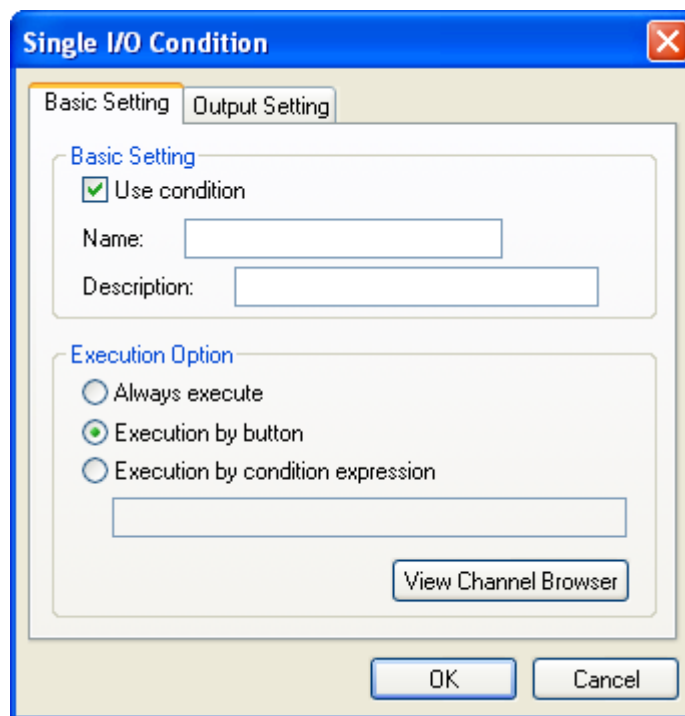 Single I/O Condition
Basic Setting Output Setting
Basic Setting
Use condition
Name:
Description:
Execution Option
Always execute
Execution by button
Execution by condition expression
View Channel Browser
OK Cancel